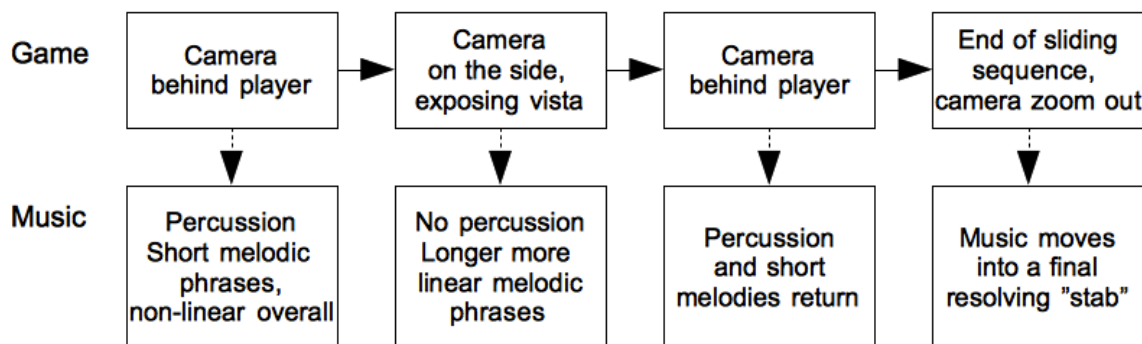 Game
Camera
behind player
Camera
on the side,
exposing vista
Camera
behind player
End of sliding
sequence,
camera zoom out
Music
Percussion
Short melodic
phrases,
non-linear overall
No percussion
Longer more
linear melodic
phrases
Percussion
and short
melodies return
Music moves
into a final
resolving ”stab”